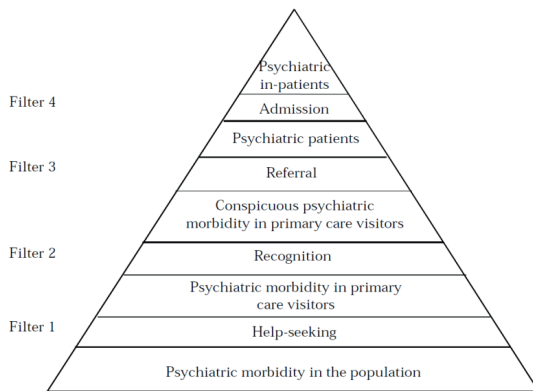 Psychiatric
in-patients
Filter 4
Admission
Psychiatric patients
Filter 3
Referral
Conspicuous psychiatric
morbidity in primary care visitors
Filter 2
Recognition
Psychiatric morbidity in primary
care visitors
Filter 1
Help-seeking
Psychiatric morbidity in the population